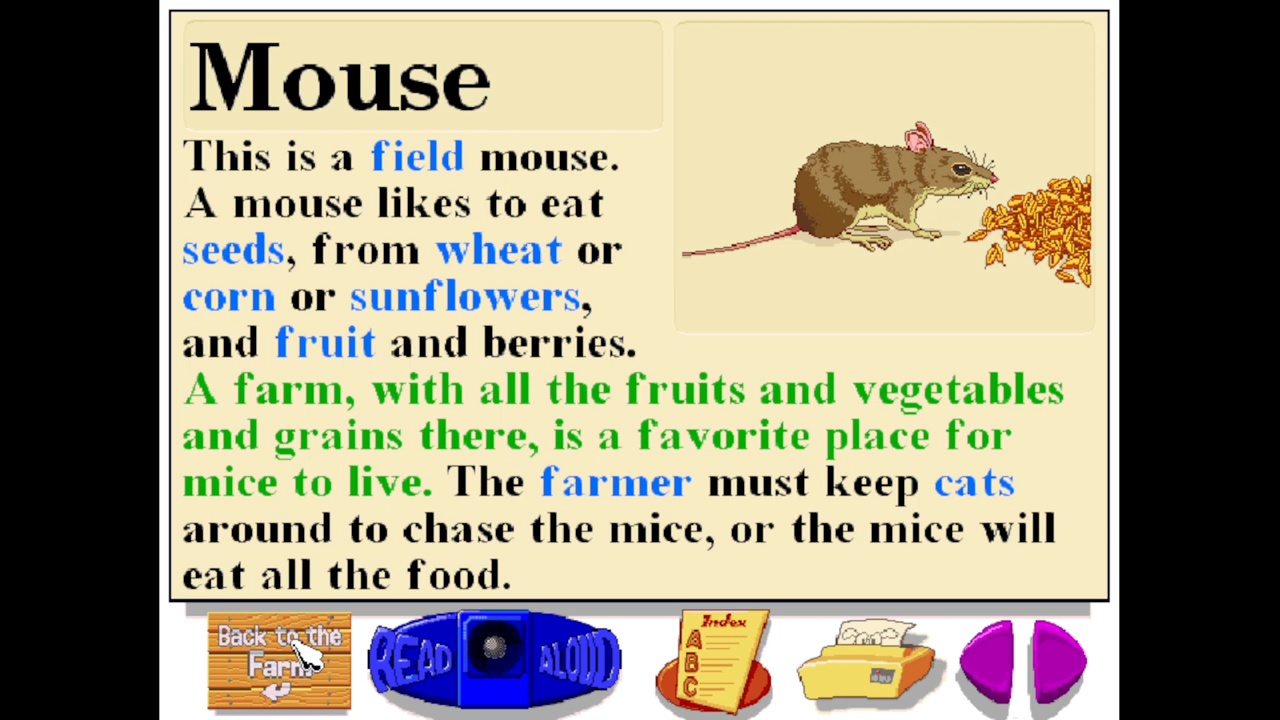 Mouse
This is a field mouse.
A mouse likes to eat
seeds, from wheat or
corn or sunflowers,
and fruit and berries.
A farm, with all the fruits and vegetables
and grains there, is a favorite place for
mice to live. The farmer must keep cats
around to chase the mice, or the mice will
eat all the food.
Back to the
Farm
READ ALOUD
Index
A
B
C